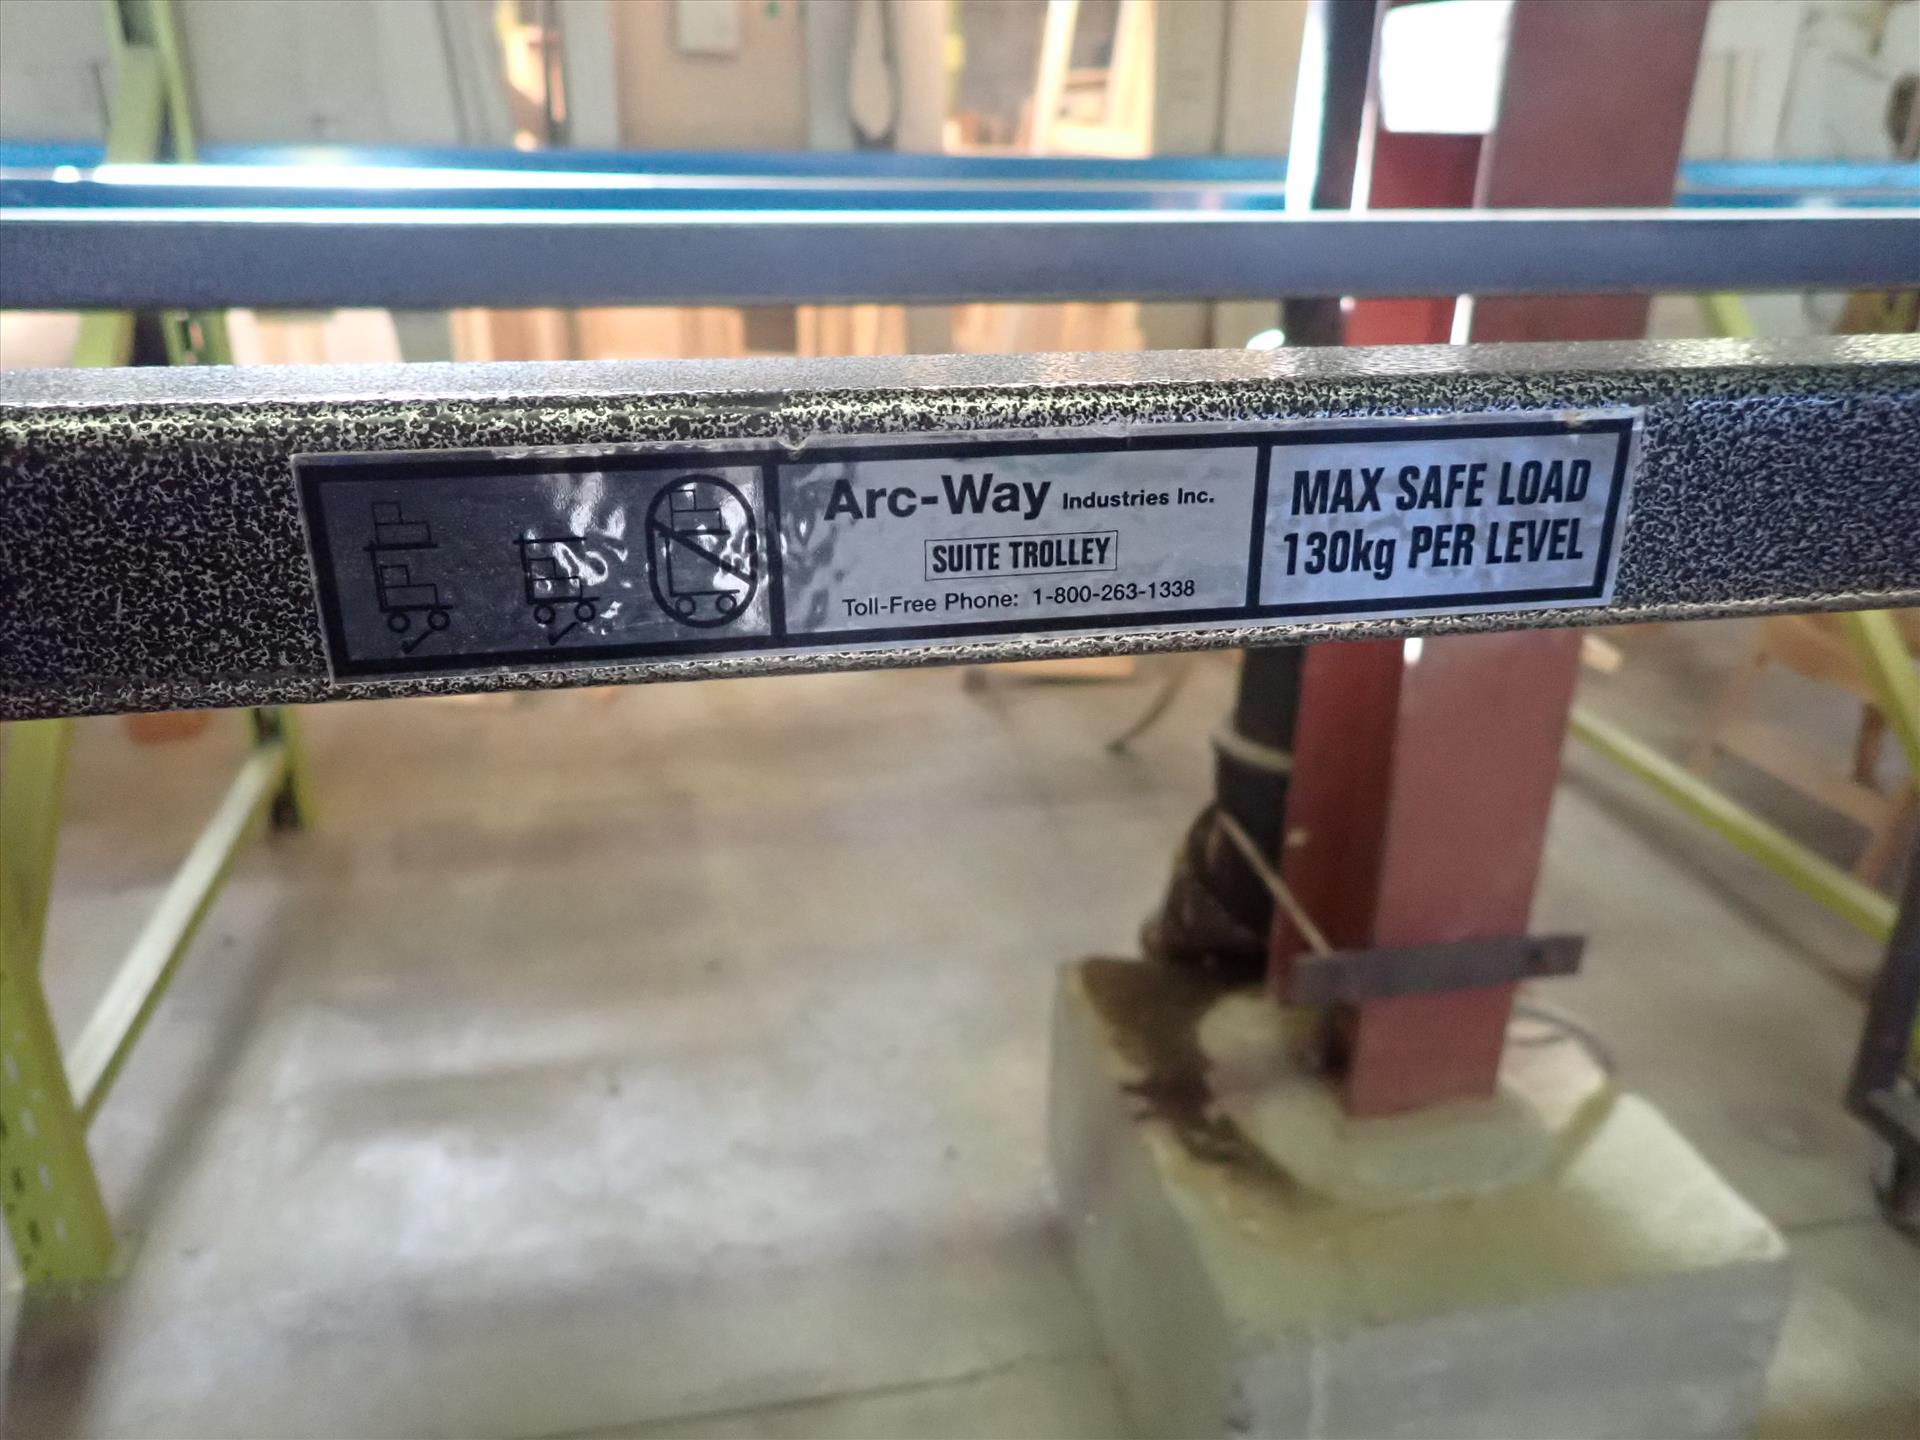 Arc-Way Industries Inc.
SUITE TROLLEY
Toll-Free Phone: 1-800-263-1338
MAX SAFE LOAD
130kg PER LEVEL